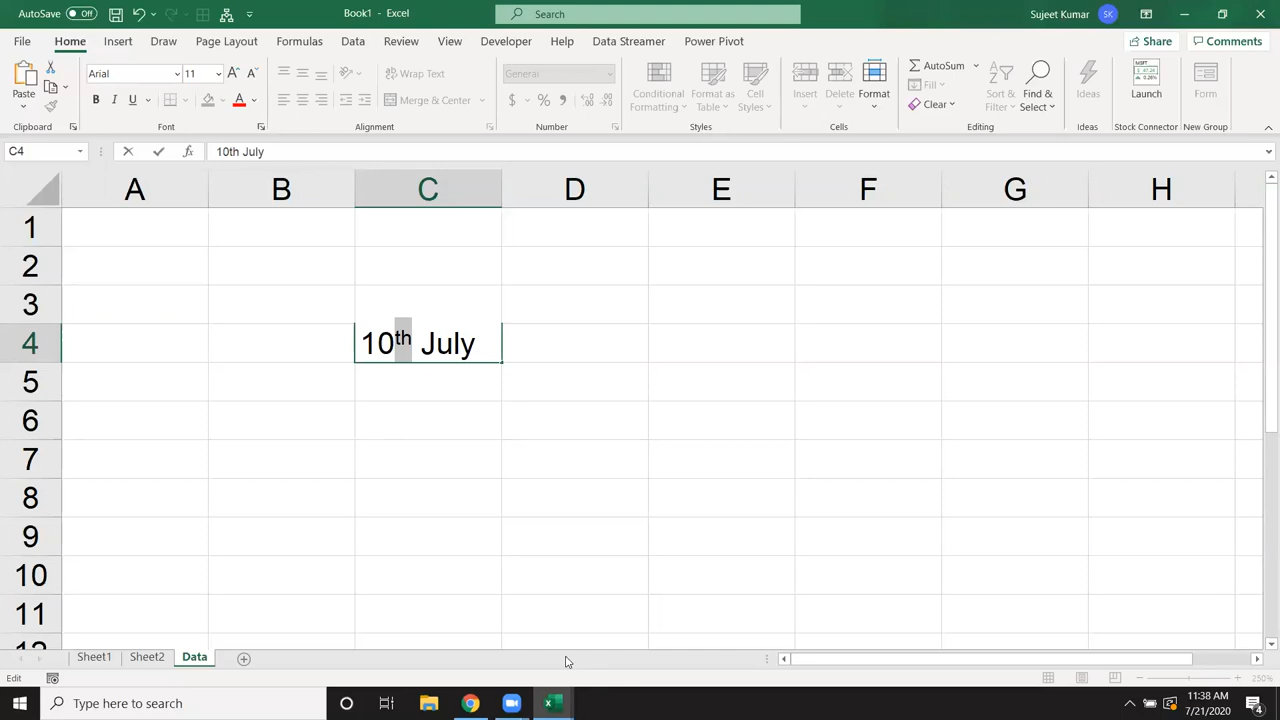 AutoSave Off Book1 - Excel Search Sujeet Kumar SK
File Home Insert Draw Page Layout Formulas Data Review View Developer Help Data Streamer Power Pivot Share Comments
Paste Arial 11 A A Wrap Text General Conditional Formatting Format as Table Cell Styles Insert Delete Format AutoSum Fill Clear Sort & Filter Find & Select Ideas Launch Form
B I U A Merge & Center $ % ,
Clipboard Font Alignment Number Styles Cells Editing Ideas Stock Connector New Group
C4 fx 10th July
A B C D E F G H
1
2
3
4 10th July
5
6
7
8
9
10
11
12
Sheet1 Sheet2 Data
Edit 250%
Type here to search 11:38 AM
7/21/2020 4